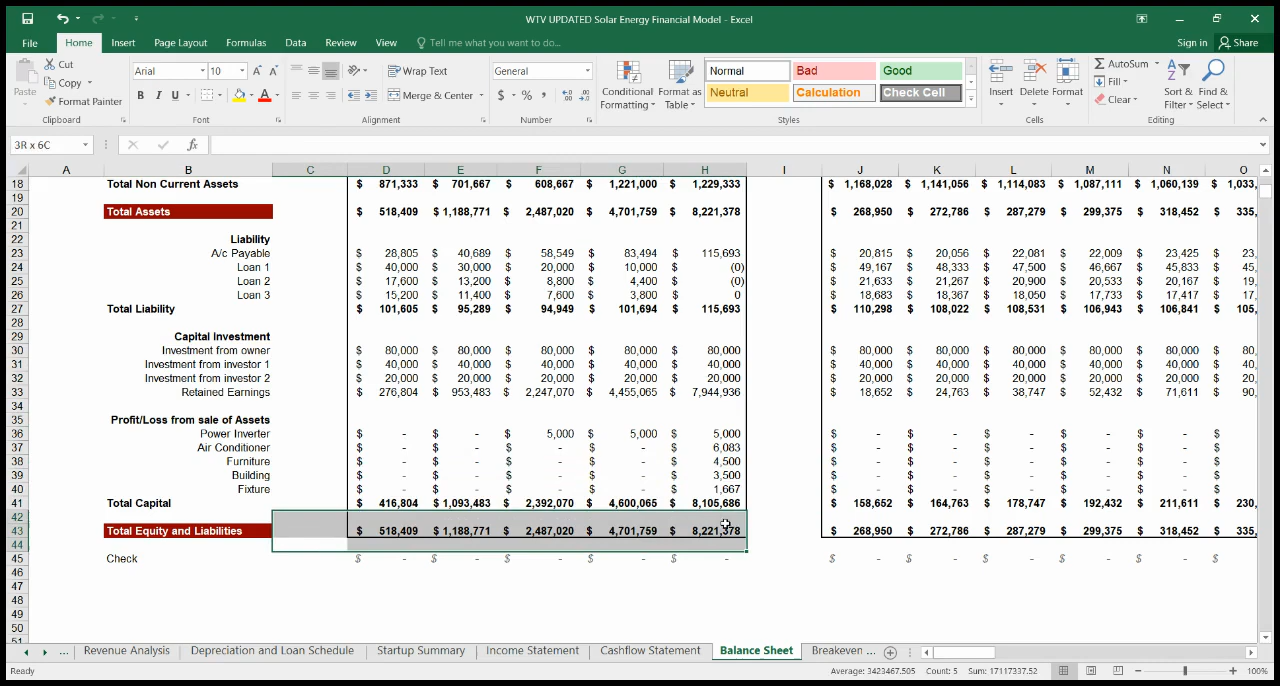 WTV UPDATED Solar Energy Financial Model - Excel
File Home Insert Page Layout Formulas Data Review View Tell me what you want to do... Sign in Share
Paste Cut Copy Format Painter Clipboard
Arial 10 A A B I U A Font
Wrap Text Merge & Center Alignment
General $ % , Number
Conditional Formatting Format as Table Normal Bad Good Neutral Calculation Check Cell Styles
Insert Delete Format Cells
AutoSum Fill Clear Sort & Filter Find & Select Editing
3R x 6C fx
A B C D E F G H I J K L M N O
18 Total Non Current Assets $ 871,333 $ 701,667 $ 608,667 $ 1,221,000 $ 1,229,333 $ 1,168,028 $ 1,141,056 $ 1,114,083 $ 1,087,111 $ 1,060,139 $ 1,033,
19
20 Total Assets $ 518,409 $ 1,188,771 $ 2,487,020 $ 4,701,759 $ 8,221,378 $ 268,950 $ 272,786 $ 287,279 $ 299,375 $ 318,452 $ 335,
21
22 Liability
23 A/c Payable $ 28,805 $ 40,689 $ 58,549 $ 83,494 $ 115,693 $ 20,815 $ 20,056 $ 22,081 $ 22,009 $ 23,425 $ 23,
24 Loan 1 $ 40,000 $ 30,000 $ 20,000 $ 10,000 $ (0) $ 49,167 $ 48,333 $ 47,500 $ 46,667 $ 45,833 $ 45,
25 Loan 2 $ 17,600 $ 13,200 $ 8,800 $ 4,400 $ (0) $ 21,633 $ 21,267 $ 20,900 $ 20,533 $ 20,167 $ 19,
26 Loan 3 $ 15,200 $ 11,400 $ 7,600 $ 3,800 $ 0 $ 18,683 $ 18,367 $ 18,050 $ 17,733 $ 17,417 $ 17,
27 Total Liability $ 101,605 $ 95,289 $ 94,949 $ 101,694 $ 115,693 $ 110,298 $ 108,022 $ 108,531 $ 106,943 $ 106,841 $ 105,
28
29 Capital Investment
30 Investment from owner $ 80,000 $ 80,000 $ 80,000 $ 80,000 $ 80,000 $ 80,000 $ 80,000 $ 80,000 $ 80,000 $ 80,000 $ 80,
31 Investment from investor 1 $ 40,000 $ 40,000 $ 40,000 $ 40,000 $ 40,000 $ 40,000 $ 40,000 $ 40,000 $ 40,000 $ 40,000 $ 40,
32 Investment from investor 2 $ 20,000 $ 20,000 $ 20,000 $ 20,000 $ 20,000 $ 20,000 $ 20,000 $ 20,000 $ 20,000 $ 20,000 $ 20,
33 Retained Earnings $ 276,804 $ 953,483 $ 2,247,070 $ 4,455,065 $ 7,944,936 $ 18,652 $ 24,763 $ 38,747 $ 52,432 $ 71,611 $ 90,
34
35 Profit/Loss from sale of Assets
36 Power Inverter $ - $ - $ 5,000 $ 5,000 $ 5,000 $ - $ - $ - $ - $ - $
37 Air Conditioner $ - $ - $ - $ - $ 6,083 $ - $ - $ - $ - $ - $
38 Furniture $ - $ - $ - $ - $ 4,500 $ - $ - $ - $ - $ - $
39 Building $ - $ - $ - $ - $ 3,500 $ - $ - $ - $ - $ - $
40 Fixture $ - $ - $ - $ - $ 1,667 $ - $ - $ - $ - $ - $
41 Total Capital $ 416,804 $ 1,093,483 $ 2,392,070 $ 4,600,065 $ 8,105,686 $ 158,652 $ 164,763 $ 178,747 $ 192,432 $ 211,611 $ 230,
42
43 Total Equity and Liabilities $ 518,409 $ 1,188,771 $ 2,487,020 $ 4,701,759 $ 8,221,378 $ 268,950 $ 272,786 $ 287,279 $ 299,375 $ 318,452 $ 335,
44
45 Check $ - $ - $ - $ - $ - $ - $ - $ - $ - $ - $
46
47
48
49
50
51
... Revenue Analysis Depreciation and Loan Schedule Startup Summary Income Statement Cashflow Statement Balance Sheet Breakeven ...
Ready Average: 3423467.505 Count: 5 Sum: 17117337.52 100%